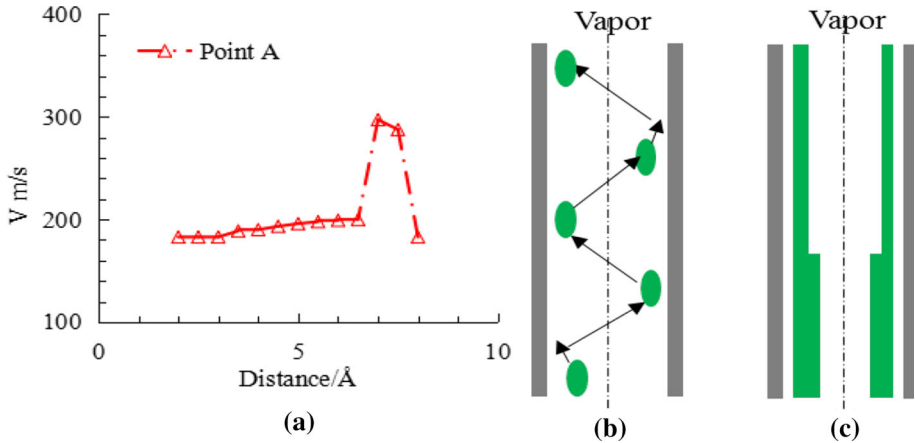 400
300
200
100
V m/s
Point A
0
5
10
Distance/Å
(a)
Vapor
(b)
Vapor
(c)